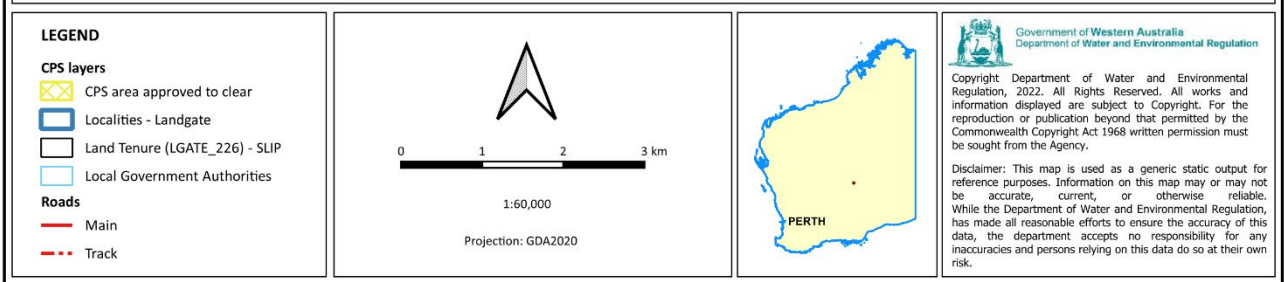 LEGEND
CPS layers
CPS area approved to clear
Localities - Landgate
Land Tenure (LGATE_226) - SLIP
Local Government Authorities
Roads
Main
Track
0 1 2 3 km
1:60,000
Projection: GDA2020
PERTH
Government of Western Australia
Department of Water and Environmental Regulation
Copyright Department of Water and Environmental
Regulation, 2022. All Rights Reserved. All works and
information displayed are subject to Copyright. For the
reproduction or publication beyond that permitted by the
Commonwealth Copyright Act 1968 written permission must
be sought from the Agency.
Disclaimer: This map is used as a generic static output for
reference purposes. Information on this map may or may not
be accurate, current, or otherwise reliable.
While the Department of Water and Environmental Regulation,
has made all reasonable efforts to ensure the accuracy of this
data, the department accepts no responsibility for any
inaccuracies and persons relying on this data do so at their own
risk.